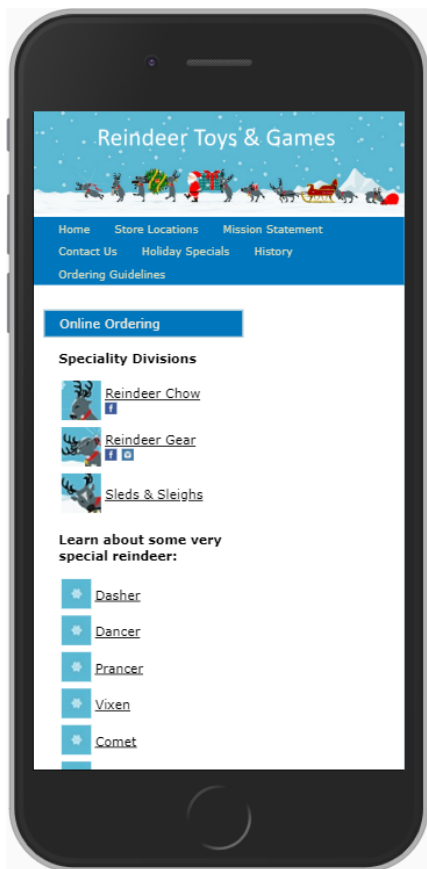 Reindeer Toys & Games
Home Store Locations Mission Statement
Contact Us Holiday Specials History
Ordering Guidelines
Online Ordering
Speciality Divisions
Reindeer Chow
f
Reindeer Gear
f
Sleds & Sleighs
Learn about some very
special reindeer:
Dasher
Dancer
Prancer
Vixen
Comet